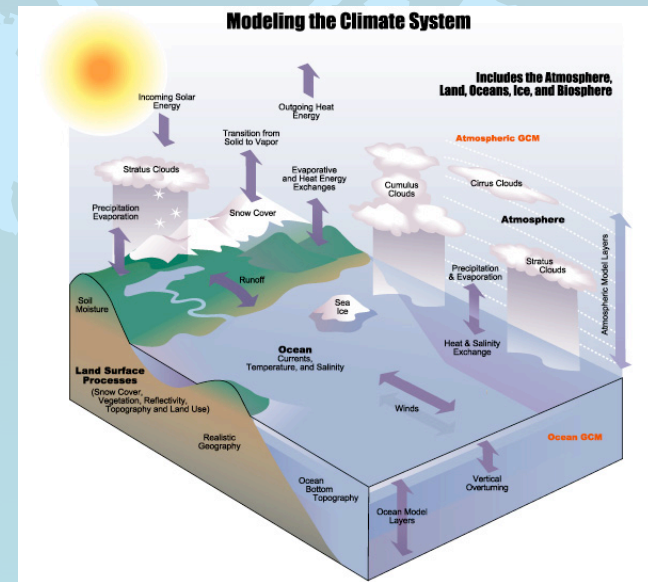 Modeling the Climate System
Includes the Atmosphere,
Land, Oceans, Ice, and Biosphere
Incoming Solar
Energy
Outgoing Heat
Energy
Transition from
Solid to Vapor
Atmospheric GCM
Stratus Clouds
Evaporative
and Heat Energy
Exchanges
Cumulus
Clouds
Cirrus Clouds
Precipitation
Evaporation
Snow Cover
Atmosphere
Stratus
Clouds
Atmospheric Model Layers
Precipitation
& Evaporation
Runoff
Soil
Moisture
Sea
Ice
Heat & Salinity
Exchange
Ocean
Currents,
Temperature, and Salinity
Land Surface
Processes
(Snow Cover,
Vegetation, Reflectivity,
Topography and Land Use)
Winds
Realistic
Geography
Ocean GCM
Ocean
Bottom
Topography
Vertical
Overturning
Ocean Model
Layers